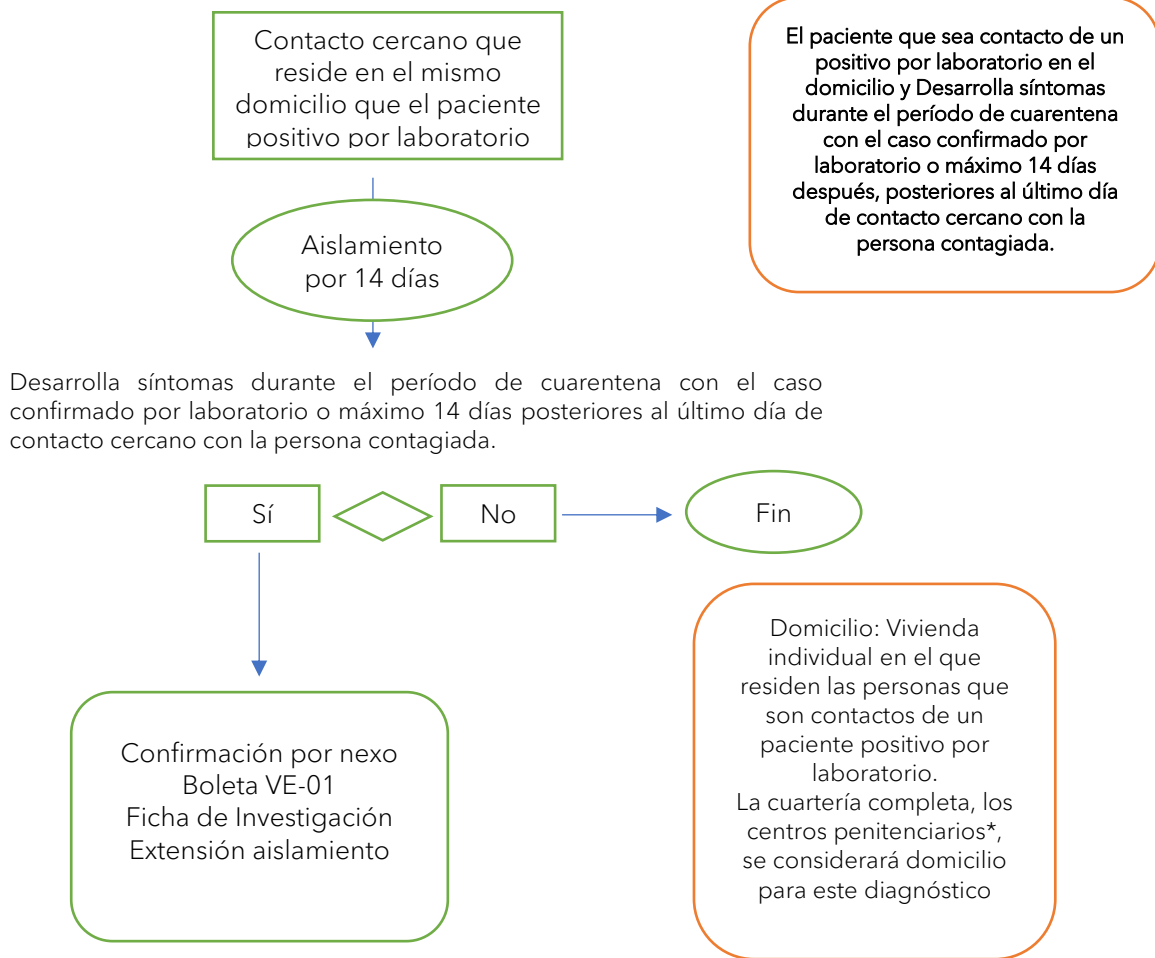 Contacto cercano que
reside en el mismo
domicilio que el paciente
positivo por laboratorio
El paciente que sea contacto de un
positivo por laboratorio en el
domicilio y Desarrolla síntomas
durante el período de cuarentena
con el caso confirmado por
laboratorio o máximo 14 días
después, posteriores al último día
de contacto cercano con la
persona contagiada.
Aislamiento
por 14 días
Desarrolla síntomas durante el período de cuarentena con el caso
confirmado por laboratorio o máximo 14 días posteriores al último día de
contacto cercano con la persona contagiada.
Sí
No
Fin
Confirmación por nexo
Boleta VE-01
Ficha de Investigación
Extensión aislamiento
Domicilio: Vivienda
individual en el que
residen las personas que
son contactos de un
paciente positivo por
laboratorio.
La cuartería completa, los
centros penitenciarios*,
se considerará domicilio
para este diagnóstico